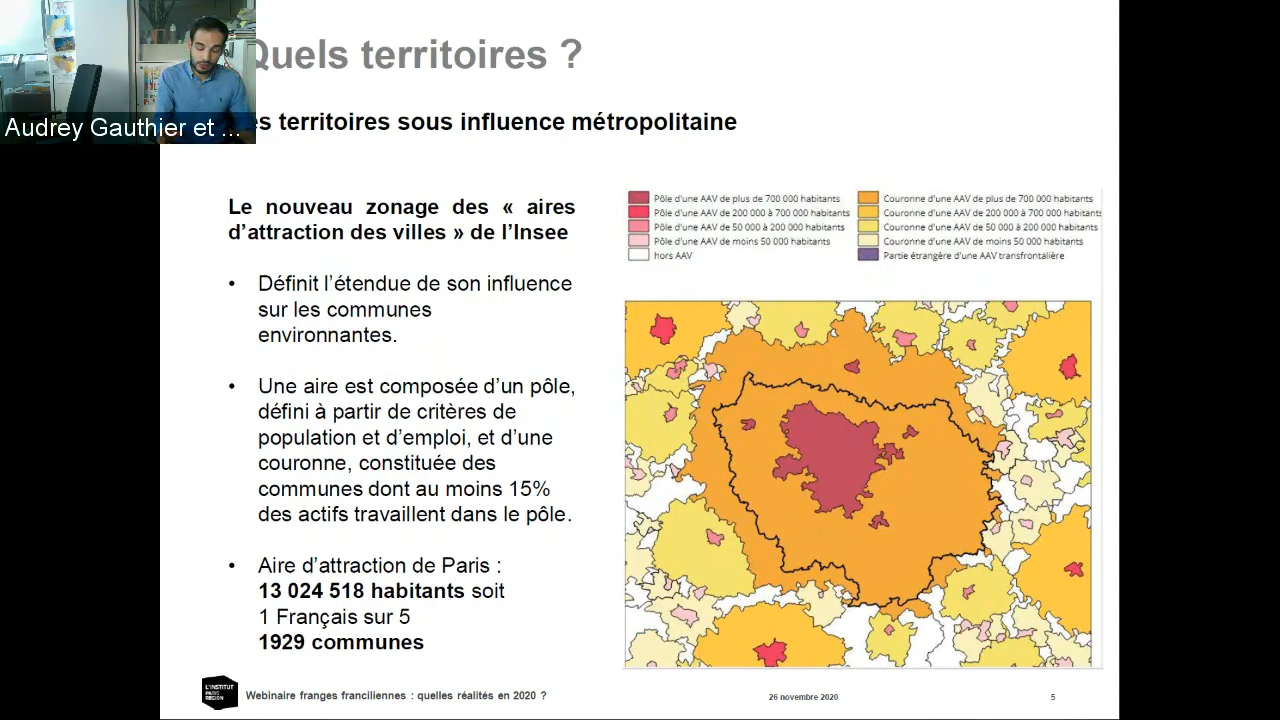 Quels territoires ?
Audrey Gauthier et ...
es territoires sous influence métropolitaine
Le nouveau zonage des « aires
d’attraction des villes » de l’Insee
• Définit l’étendue de son influence
sur les communes
environnantes.
• Une aire est composée d’un pôle,
défini à partir de critères de
population et d’emploi, et d’une
couronne, constituée des
communes dont au moins 15%
des actifs travaillent dans le pôle.
• Aire d’attraction de Paris :
13 024 518 habitants soit
1 Français sur 5
1929 communes
Pôle d'une AAV de plus de 700 000 habitants
Pôle d'une AAV de 200 000 à 700 000 habitants
Pôle d'une AAV de 50 000 à 200 000 habitants
Pôle d'une AAV de moins 50 000 habitants
hors AAV
Couronne d'une AAV de plus de 700 000 habitants
Couronne d'une AAV de 200 000 à 700 000 habitants
Couronne d'une AAV de 50 000 à 200 000 habitants
Couronne d'une AAV de moins 50 000 habitants
Partie étrangère d'une AAV transfrontalière
L'INSTITUT
PARIS
REGION
Webinaire franges franciliennes : quelles réalités en 2020 ?
26 novembre 2020
5